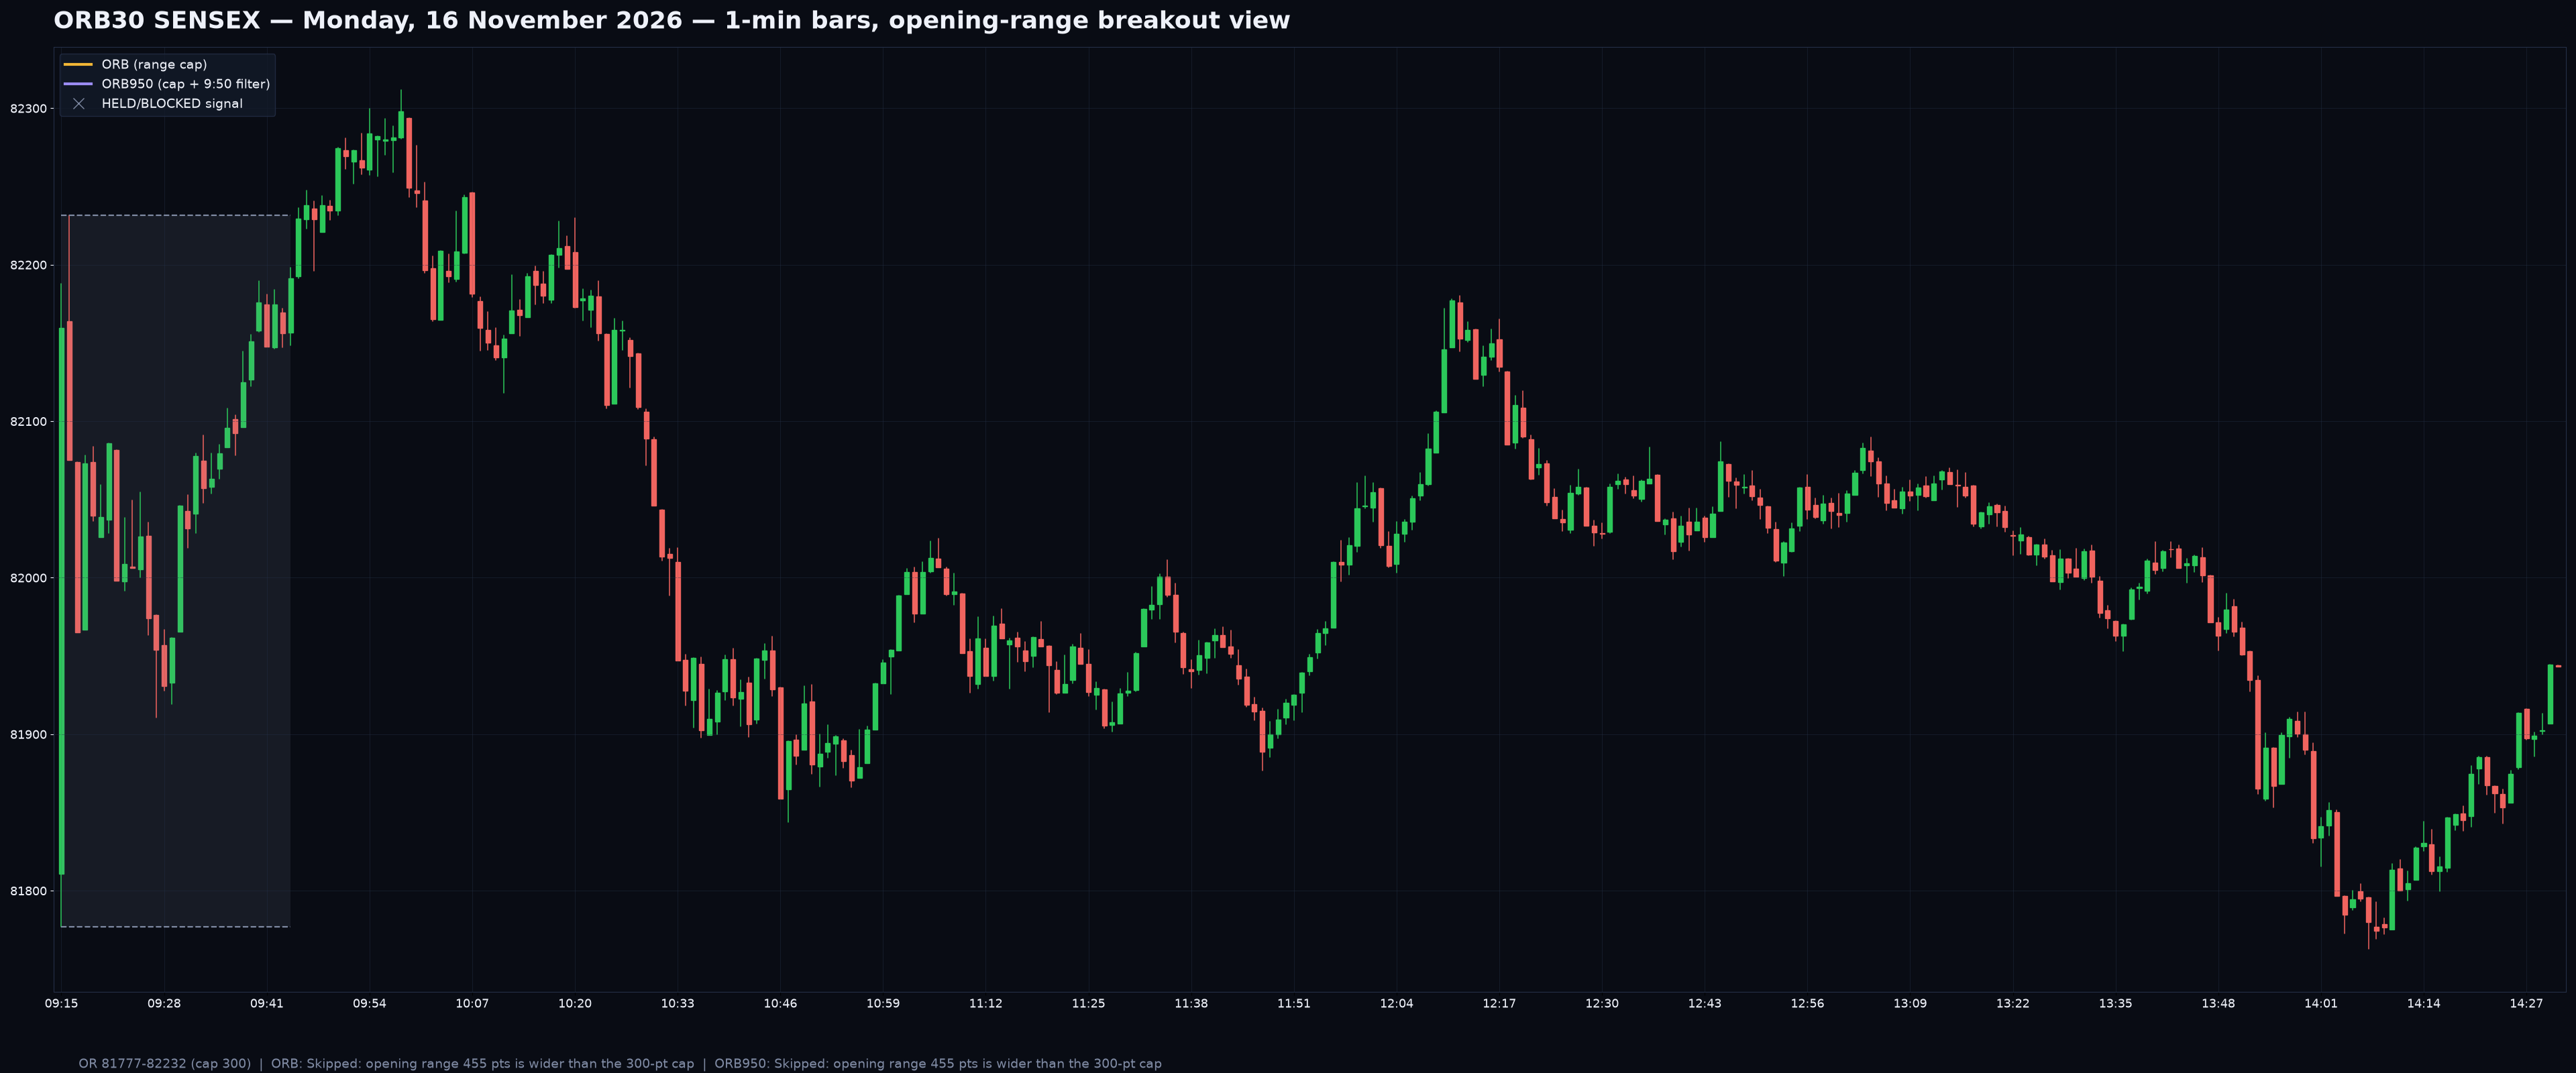 ORB30 SENSEX — Monday, 16 November 2026 — 1-min bars, opening-range breakout view
ORB (range cap)
ORB950 (cap + 9:50 filter)
HELD/BLOCKED signal
82300
82200
82100
82000
81900
81800
09:15 09:28 09:41 09:54 10:07 10:20 10:33 10:46 10:59 11:12 11:25 11:38 11:51 12:04 12:17 12:30 12:43 12:56 13:09 13:22 13:35 13:48 14:01 14:14 14:27
OR 81777-82232 (cap 300) | ORB: Skipped: opening range 455 pts is wider than the 300-pt cap | ORB950: Skipped: opening range 455 pts is wider than the 300-pt cap